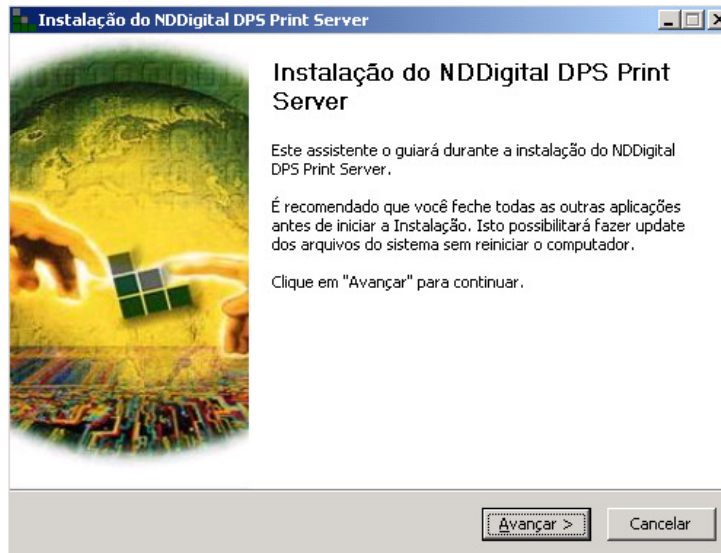 Instalação do NDDigital DPS Print Server
Instalação do NDDigital DPS Print
Server
Este assistente o guiará durante a instalação do NDDigital
DPS Print Server.
É recomendado que você feche todas as outras aplicações
antes de iniciar a Instalação. Isto possibilitará fazer update
dos arquivos do sistema sem reiniciar o computador.
Clique em "Avançar" para continuar.
Avançar >
Cancelar